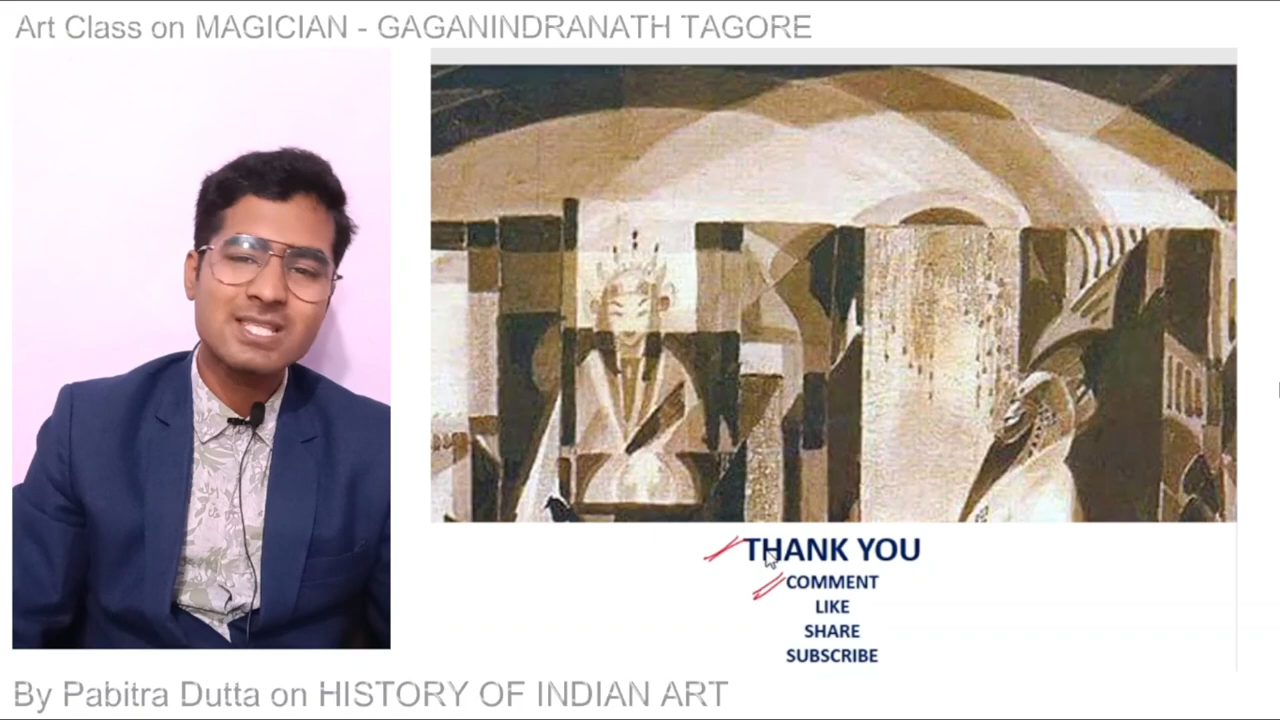 Art Class on MAGICIAN - GAGANINDRANATH TAGORE
THANK YOU
COMMENT
LIKE
SHARE
SUBSCRIBE
By Pabitra Dutta on HISTORY OF INDIAN ART